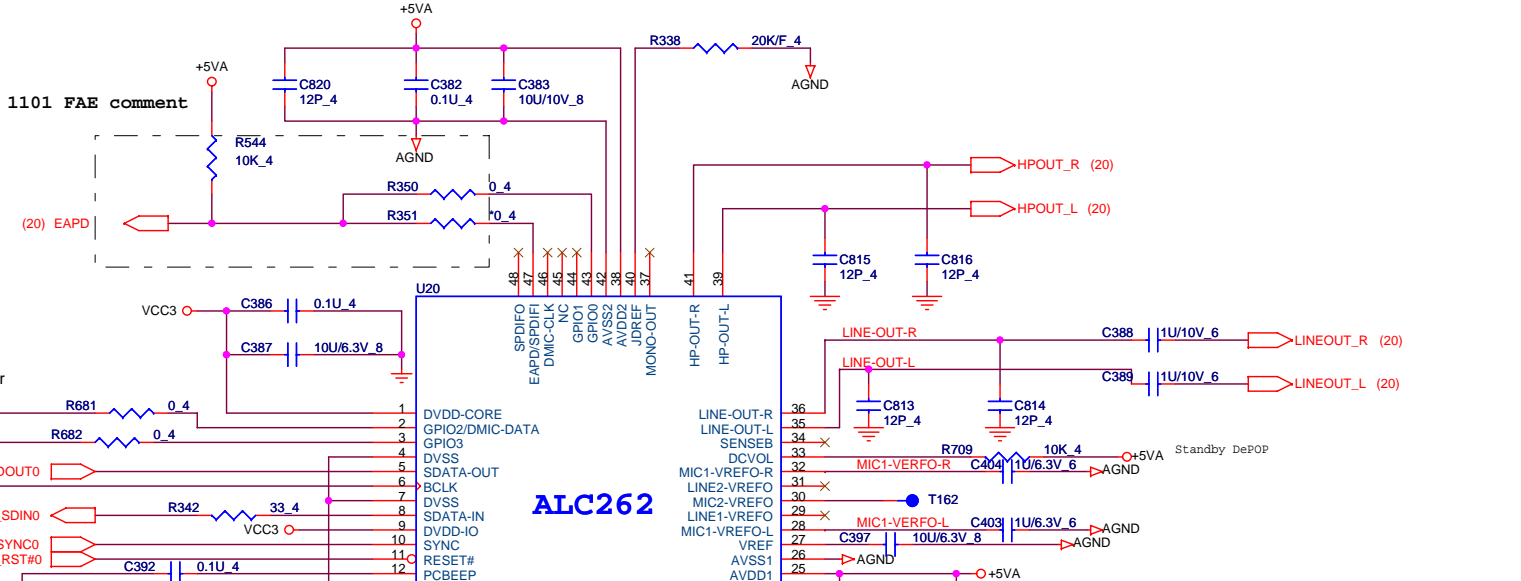 +5VA
R338 20K/F_4
+5VA
AGND
C820 C382 C383
12P_4 0.1U_4 10U/10V_8
1101 FAE comment
R544
10K_4
AGND
HPOUT_R (20)
R350 0_4
HPOUT_L (20)
R351 *0_4
(20) EAPD
C815 C816
12P_4 12P_4
48 47 46 45 44 43 42 38 40 37 41 39
U20
VCC3 C386 0.1U_4
SPDIFO EAPD/SPDIFI DMIC-CLK NC GPIO1 GPIO0 AVSS2 AVDD2 JDREF MONO-OUT HP-OUT-R HP-OUT-L
LINE-OUT-R C388 1U/10V_6 LINEOUT_R (20)
C387 10U/6.3V_8
LINE-OUT-L C389 1U/10V_6 LINEOUT_L (20)
r
C813 C814
12P_4 12P_4
R681 0_4 1 DVDD-CORE LINE-OUT-R 36
2 GPIO2/DMIC-DATA LINE-OUT-L 35
R682 0_4 3 GPIO3 SENSEB 34
4 DVSS DCVOL 33 R709 10K_4 +5VA Standby DePOP
DOUT0 5 SDATA-OUT MIC1-VREFO-R 32 MIC1-VERFO-R C404 1U/6.3V_6 AGND
6 BCLK LINE2-VREFO 31
7 DVSS MIC2-VREFO 30 T162
ALC262
_SDIN0 R342 33_4 8 SDATA-IN LINE1-VREFO 29
VCC3 9 DVDD-IO MIC1-VREFO-L 28 MIC1-VERFO-L C403 1U/6.3V_6 AGND
SYNC0 10 SYNC VREF 27 C397 10U/6.3V_8 AGND
_RST#0 11 RESET# AVSS1 26 AGND
C392 0.1U_4 12 PCBEEP AVDD1 25 +5VA